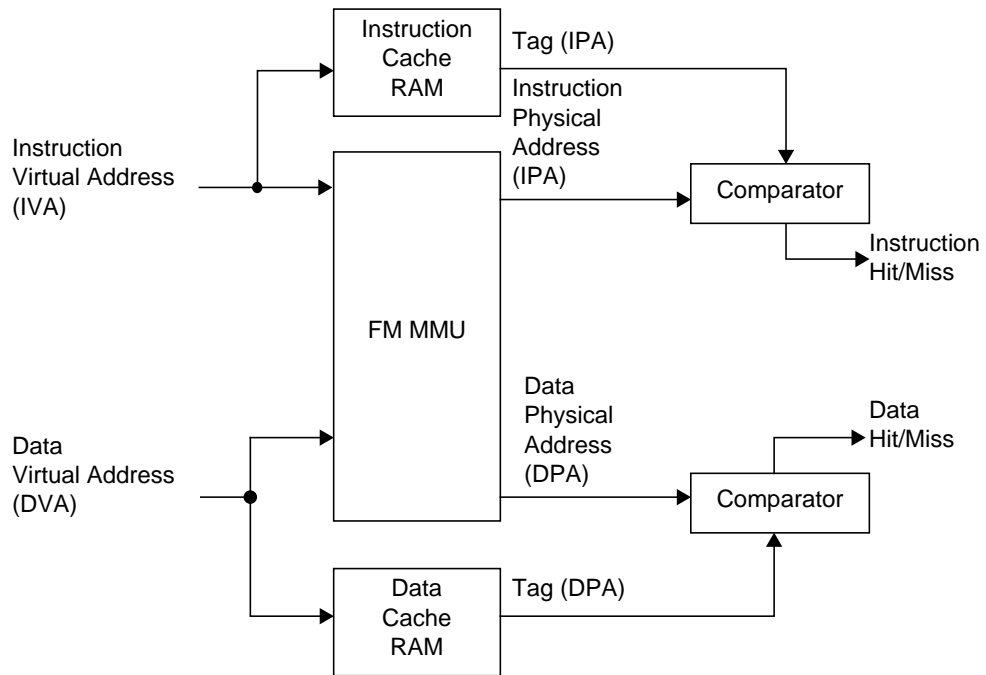 Instruction
Cache
RAM
Tag (IPA)
Instruction
Physical
Address
(IPA)
Instruction
Virtual Address
(IVA)
Comparator
Instruction
Hit/Miss
FM MMU
Data
Physical
Address
(DPA)
Data
Hit/Miss
Data
Virtual Address
(DVA)
Comparator
Data
Cache
RAM
Tag (DPA)